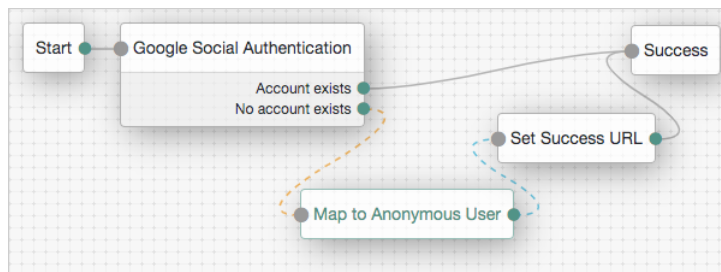 Start
Google Social Authentication
Success
Account exists
No account exists
Set Success URL
Map to Anonymous User